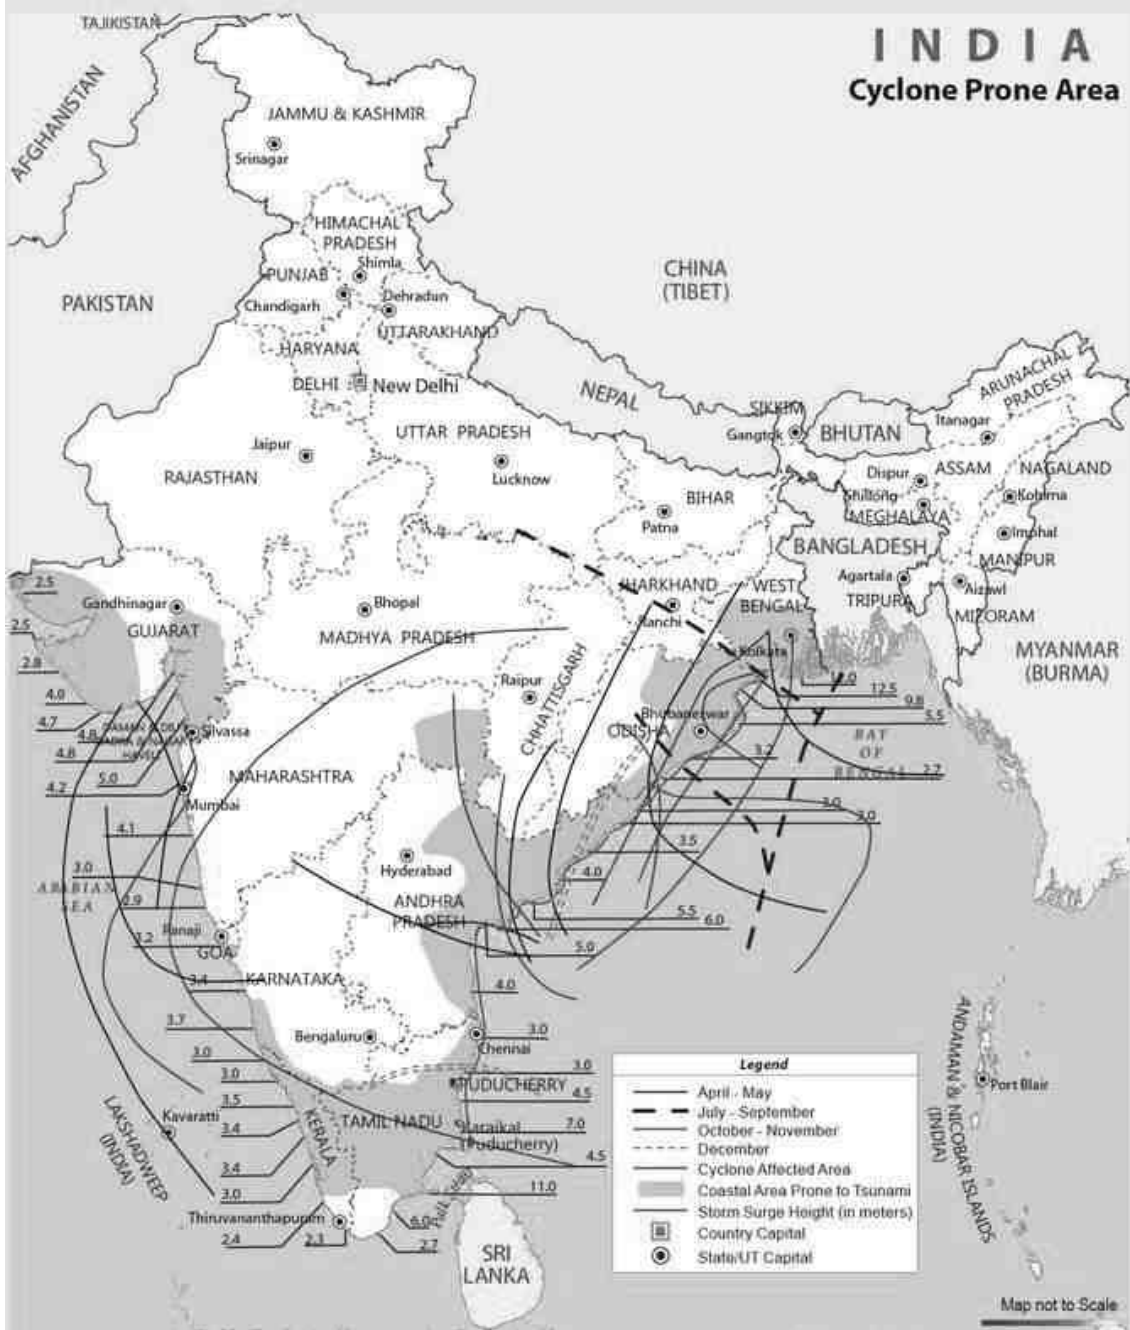 INDIA
Cyclone Prone Area
TAJIKISTAN
AFGHANISTAN
JAMMU & KASHMIR
Srinagar
HIMACHAL
PRADESH
Shimla
PUNJAB
Chandigarh
Dehradun
UTTARAKHAND
CHINA
(TIBET)
PAKISTAN
HARYANA
DELHI
New Delhi
NEPAL
SIKKIM
Gangtok
BHUTAN
ARUNACHAL
PRADESH
Itanagar
UTTAR PRADESH
Jaipur
RAJASTHAN
Lucknow
BIHAR
Patna
Dispur
ASSAM
NAGALAND
Shillong
Kohima
MEGHALAYA
Imphal
BANGLADESH
MANIPUR
Agartala
TRIPURA
Aizawl
MIZORAM
MYANMAR
(BURMA)
2.5
Gandhinagar
GUJARAT
Bhopal
MADHYA PRADESH
JHARKHAND
Ranchi
WEST
BENGAL
Kolkata
2.5
2.8
4.0
4.7
4.8
4.8
5.0
4.2
Silvassa
Mumbai
MAHARASHTRA
Raipur
CHHATTISGARH
Bhubaneswar
ODISHA
12.5
9.8
5.5
BAY
OF
BENGAL
3.2
2.7
3.0
3.5
4.0
5.5
6.0
5.0
4.0
3.0
4.1
3.0
ARABIAN
SEA
2.9
Panaji
3.2
GOA
Hyderabad
ANDHRA
PRADESH
KARNATAKA
3.4
3.7
Bengaluru
Chennai
3.0
3.0
3.5
3.4
3.4
3.0
2.4
2.3
2.7
3.0
PUDUCHERRY
4.5
TAMIL NADU
7.0
Karaikal
(Puducherry)
4.5
11.0
6.0
KERALA
Kavaratti
LAKSHADWEEP
(INDIA)
Thiruvananthapuram
SRI
LANKA
ANDAMAN & NICOBAR ISLANDS
(INDIA)
Port Blair
Legend
April - May
July - September
October - November
December
Cyclone Affected Area
Coastal Area Prone to Tsunami
Storm Surge Height (in meters)
Country Capital
State/UT Capital
Map not to Scale